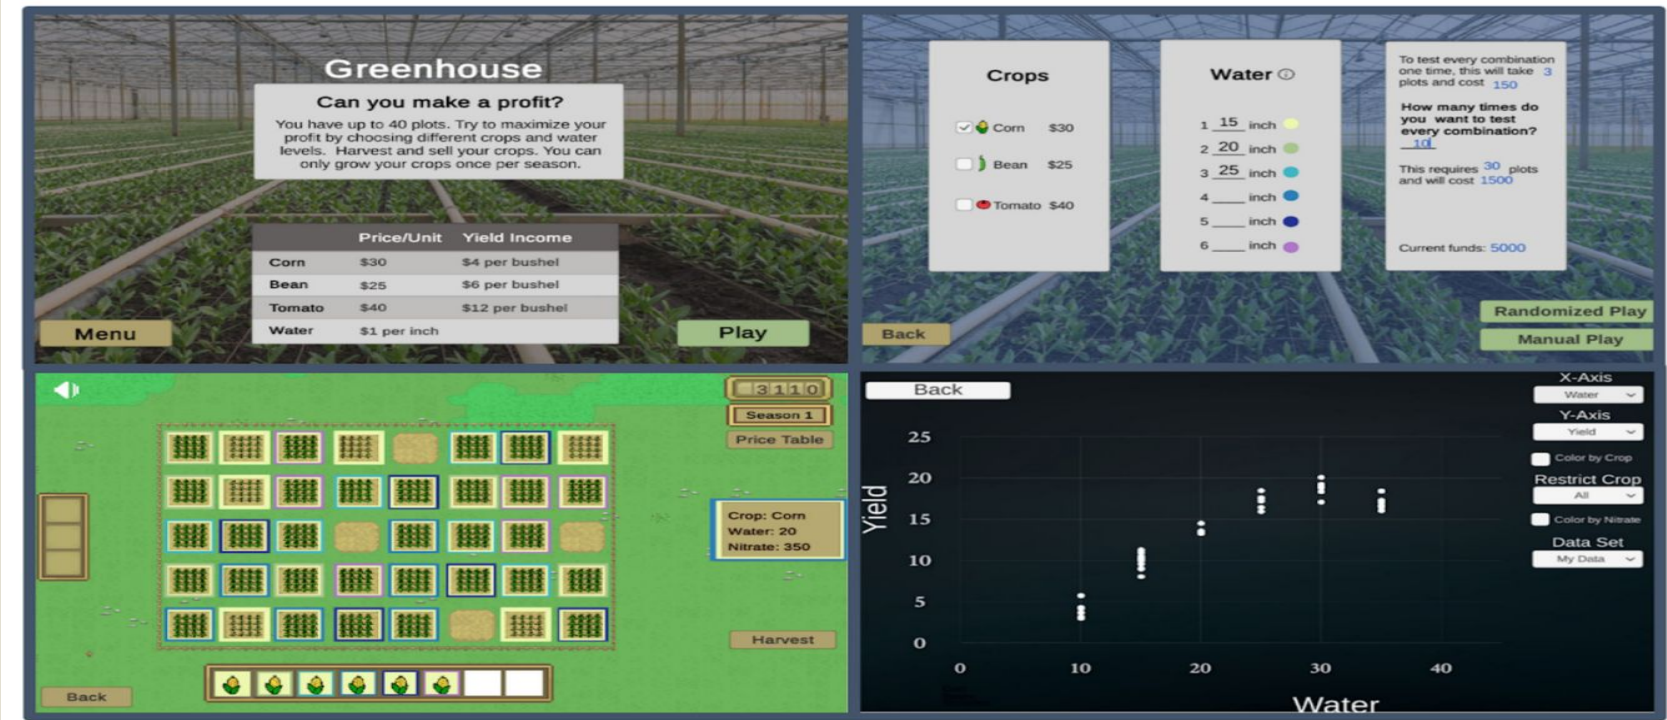 Greenhouse
Can you make a profit?
You have up to 40 plots. Try to maximize your
profit by choosing different crops and water
levels. Harvest and sell your crops. You can
only grow your crops once per season.
Price/Unit Yield Income
Corn $30 $4 per bushel
Bean $25 $6 per bushel
Tomato $40 $12 per bushel
Water $1 per inch
Menu
Play
Crops
Corn $30
Bean $25
Tomato $40
Water
1 15 inch
2 20 inch
3 25 inch
4 ___ inch
5 ___ inch
6 ___ inch
To test every combination
one time, this will take 3
plots and cost 150
How many times do
you want to test
every combination?
10
This requires 30 plots
and will cost 1500
Current funds: 5000
Back
Randomized Play
Manual Play
3110
Season 1
Price Table
Crop: Corn
Water: 20
Nitrate: 350
Harvest
Back
Back
X-Axis
Water
Y-Axis
Yield
Color by Crop
Restrict Crop
All
Color by Nitrate
Data Set
My Data
Yield
25
20
15
10
5
0
0 10 20 30 40
Water